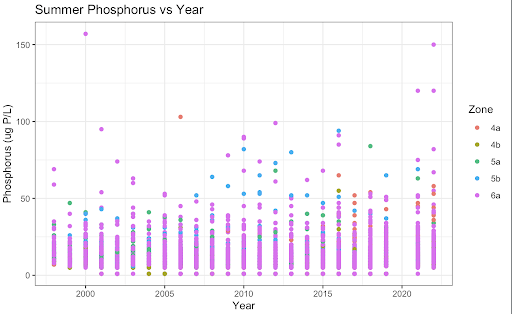 Summer Phosphorus vs Year
Phosphorus (ug P/L)
150
100
50
0
2000
2005
2010
2015
2020
Year
Zone
4a
4b
5a
5b
6a